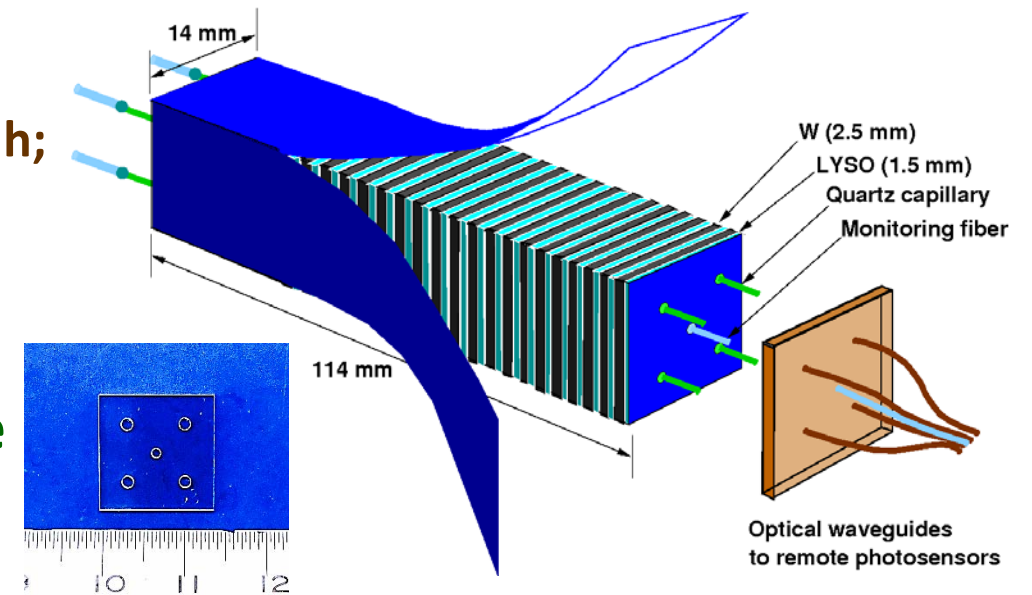 14 mm
h;
W (2.5 mm)
LYSO (1.5 mm)
Quartz capillary
Monitoring fiber
114 mm
e
Optical waveguides
to remote photosensors
10 11 12